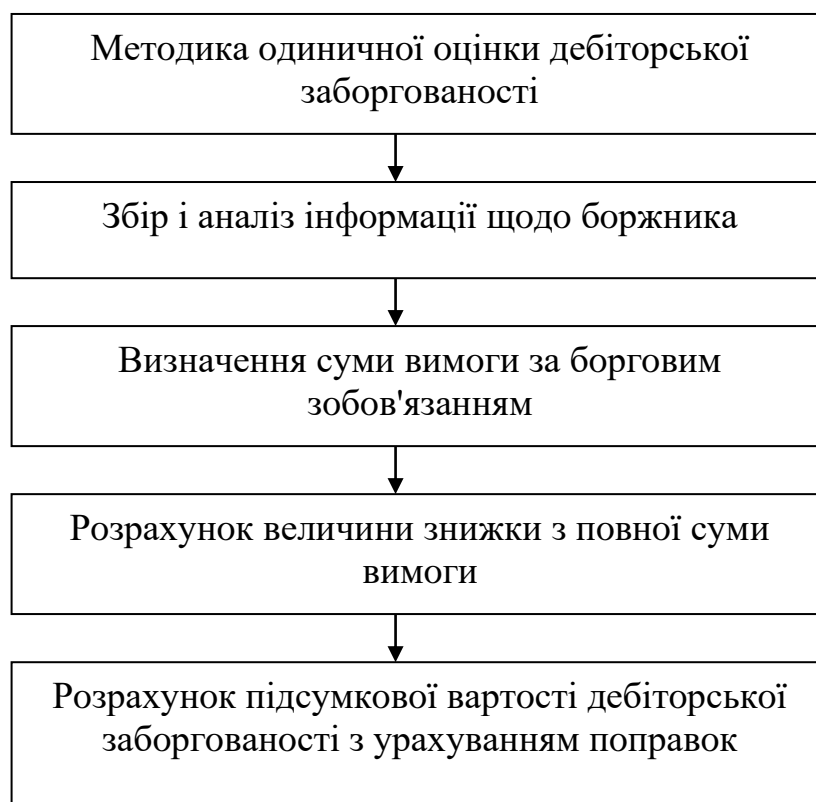 Методика одиничної оцінки дебіторської
заборгованості
Збір і аналіз інформації щодо боржника
Визначення суми вимоги за борговим
зобов'язанням
Розрахунок величини знижки з повної суми
вимоги
Розрахунок підсумкової вартості дебіторської
заборгованості з урахуванням поправок